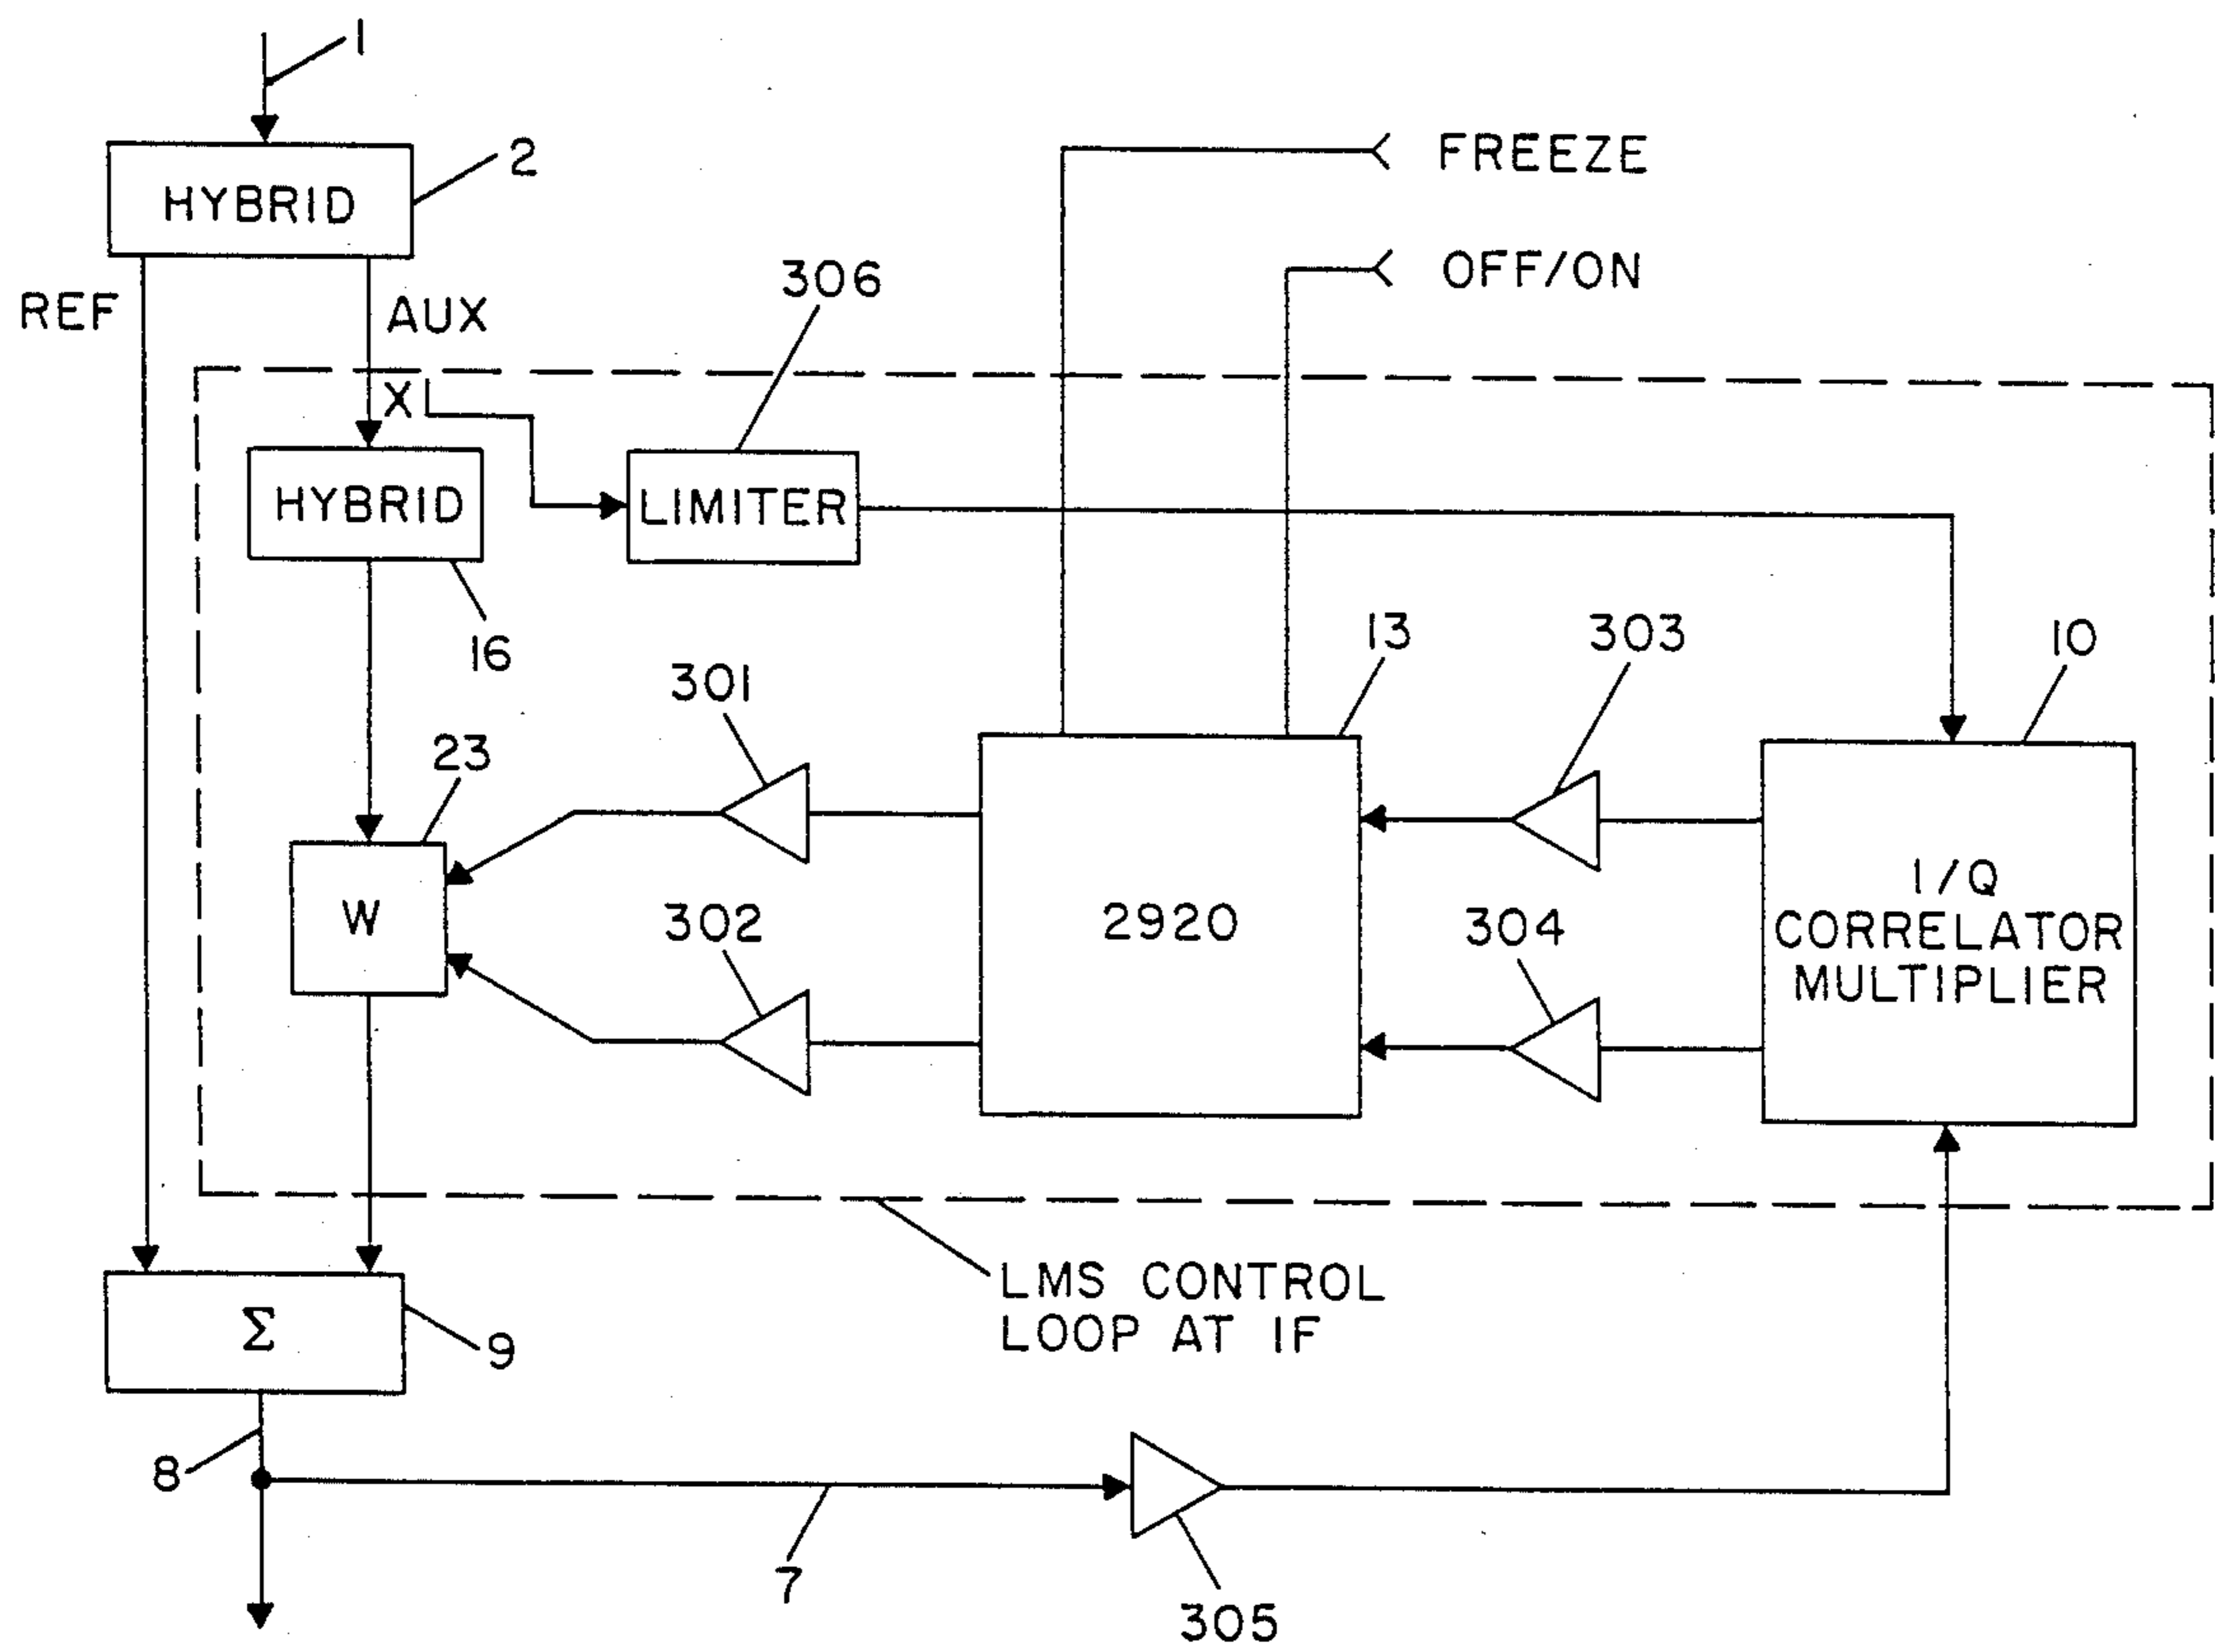 1
HYBRID
2
FREEZE
OFF/ON
REF
AUX
306
X
HYBRID
LIMITER
16
13
303
10
301
23
W
302
2920
304
I/Q
CORRELATOR
MULTIPLIER
LMS CONTROL
LOOP AT IF
Σ
9
8
7
305